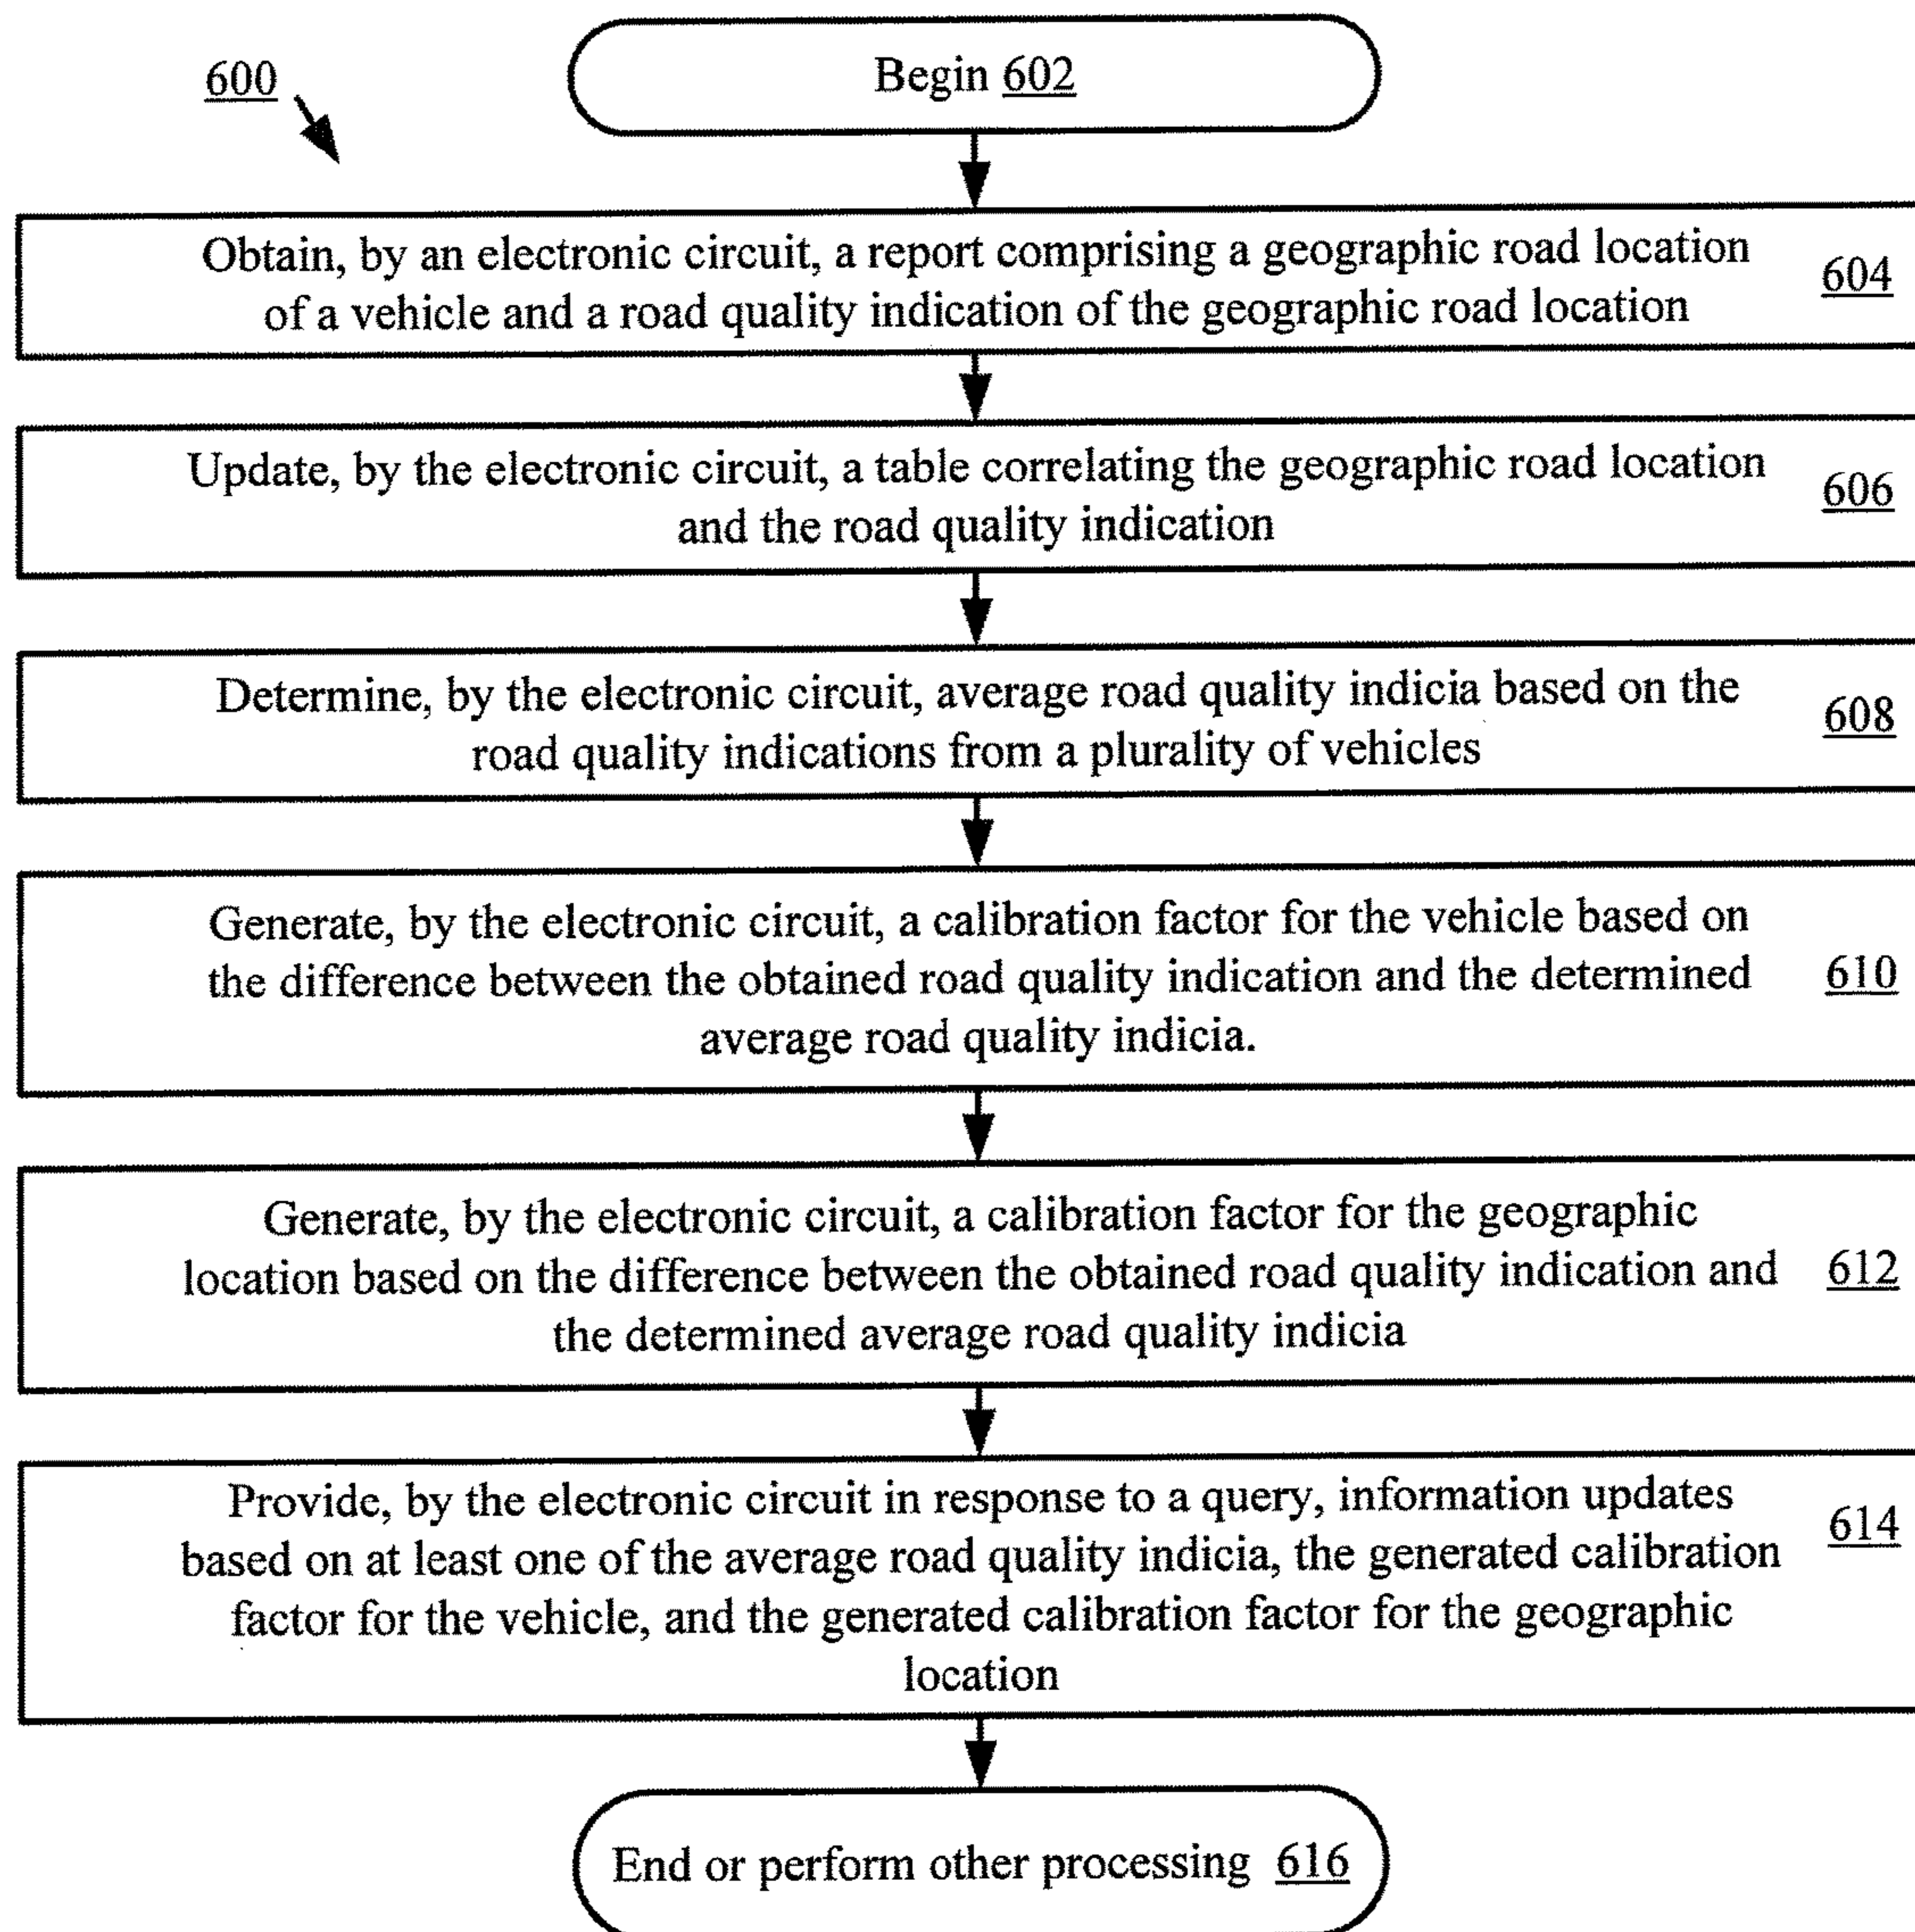 600
Begin 602
Obtain, by an electronic circuit, a report comprising a geographic road location
of a vehicle and a road quality indication of the geographic road location
604
Update, by the electronic circuit, a table correlating the geographic road location
and the road quality indication
606
Determine, by the electronic circuit, average road quality indicia based on the
road quality indications from a plurality of vehicles
608
Generate, by the electronic circuit, a calibration factor for the vehicle based on
the difference between the obtained road quality indication and the determined
average road quality indicia.
610
Generate, by the electronic circuit, a calibration factor for the geographic
location based on the difference between the obtained road quality indication and
the determined average road quality indicia
612
Provide, by the electronic circuit in response to a query, information updates
based on at least one of the average road quality indicia, the generated calibration
factor for the vehicle, and the generated calibration factor for the geographic
location
614
End or perform other processing 616